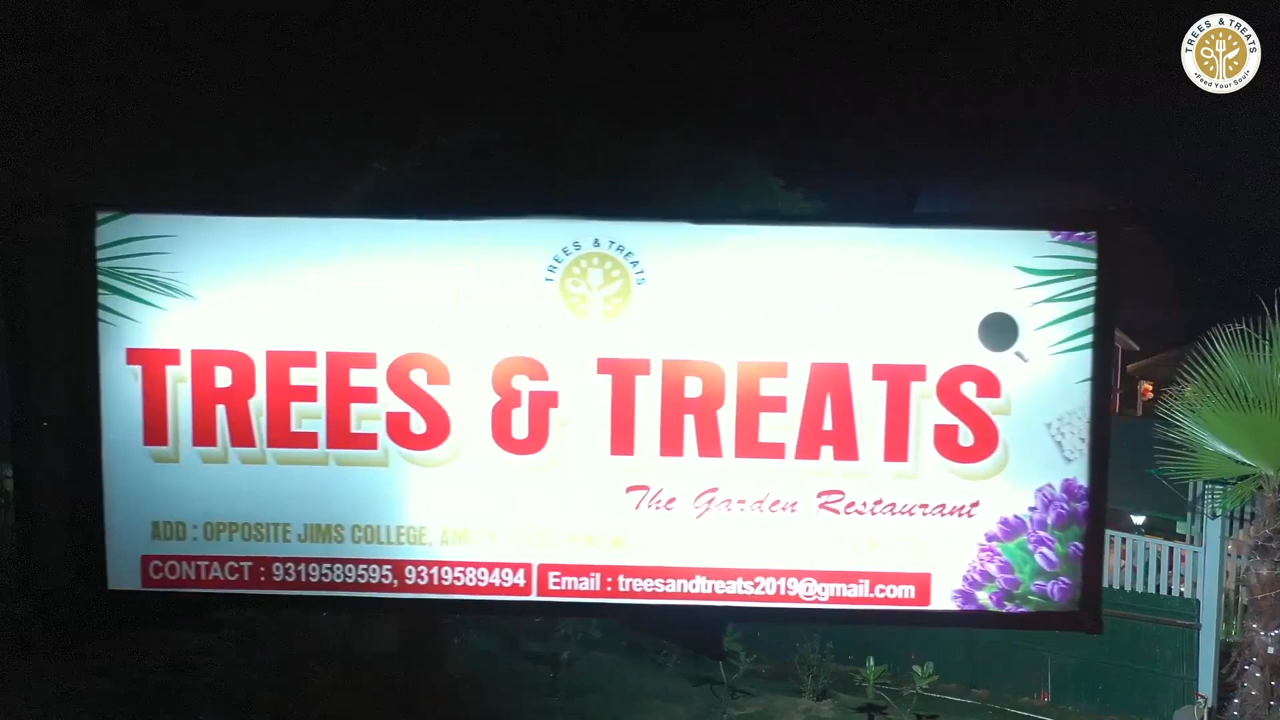 TREES & TREATS
•Feed Your Soul•
TREES & TREATS
TREES & TREATS
The Garden Restaurant
ADD : OPPOSITE JIMS COLLEGE,
CONTACT : 9319589595, 9319589494
Email : treesandtreats2019@gmail.com